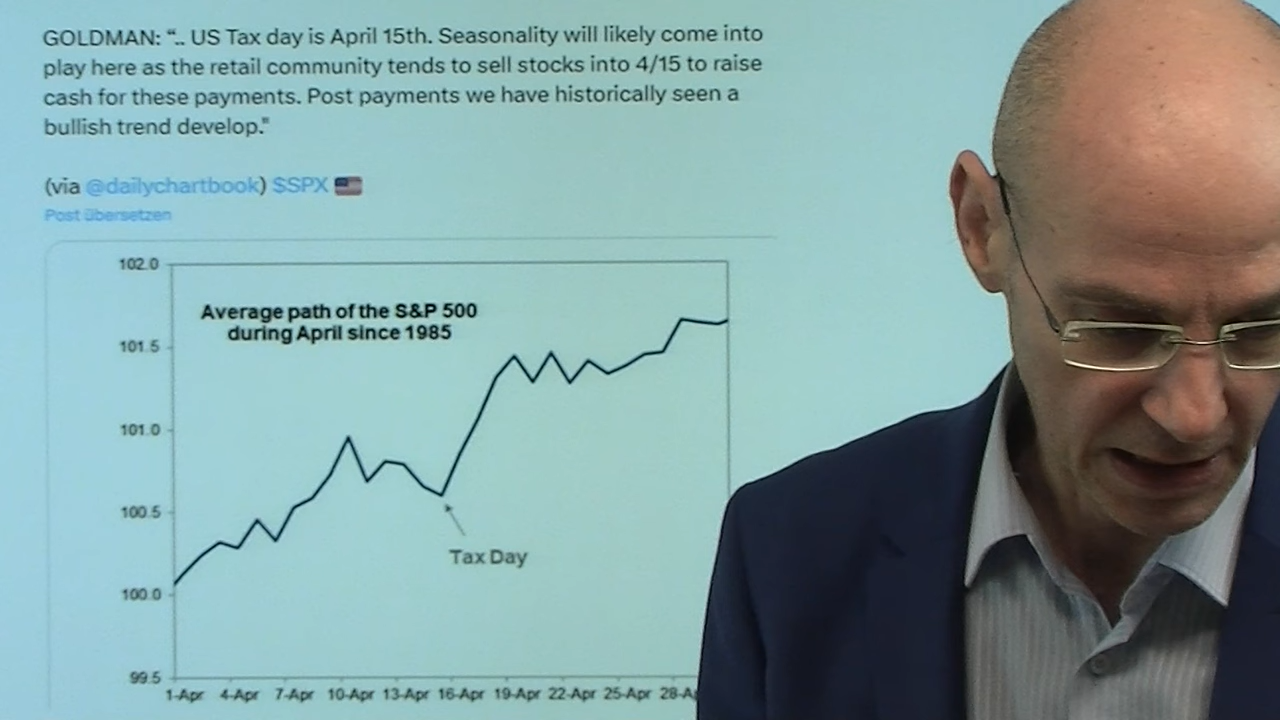 GOLDMAN: “.. US Tax day is April 15th. Seasonality will likely come into
play here as the retail community tends to sell stocks into 4/15 to raise
cash for these payments. Post payments we have historically seen a
bullish trend develop."
(via @dailychartbook) $SPX
Post übersetzen
Average path of the S&P 500
during April since 1985
102.0
101.5
101.0
100.5
100.0
99.5
Tax Day
1-Apr 4-Apr 7-Apr 10-Apr 13-Apr 16-Apr 19-Apr 22-Apr 25-Apr